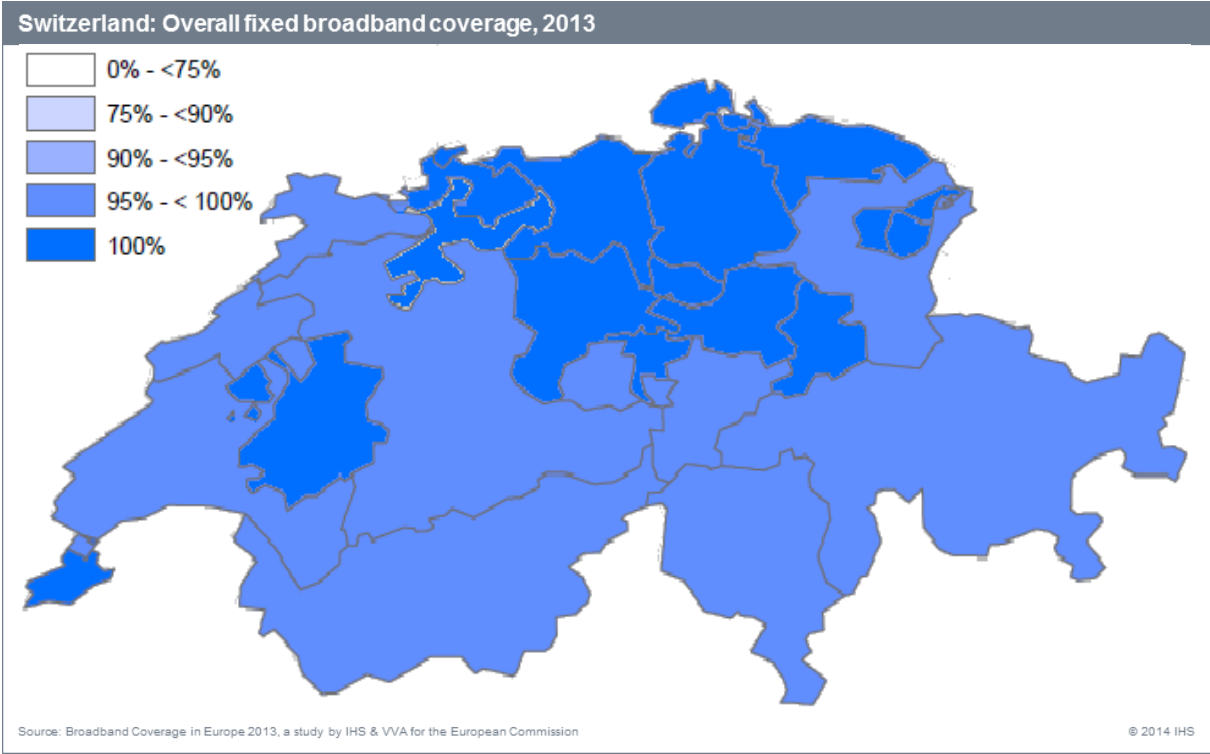 Switzerland: Overall fixed broadband coverage, 2013
0% - <75%
75% - <90%
90% - <95%
95% - < 100%
100%
Source: Broadband Coverage in Europe 2013, a study by IHS & VVA for the European Commission
© 2014 IHS